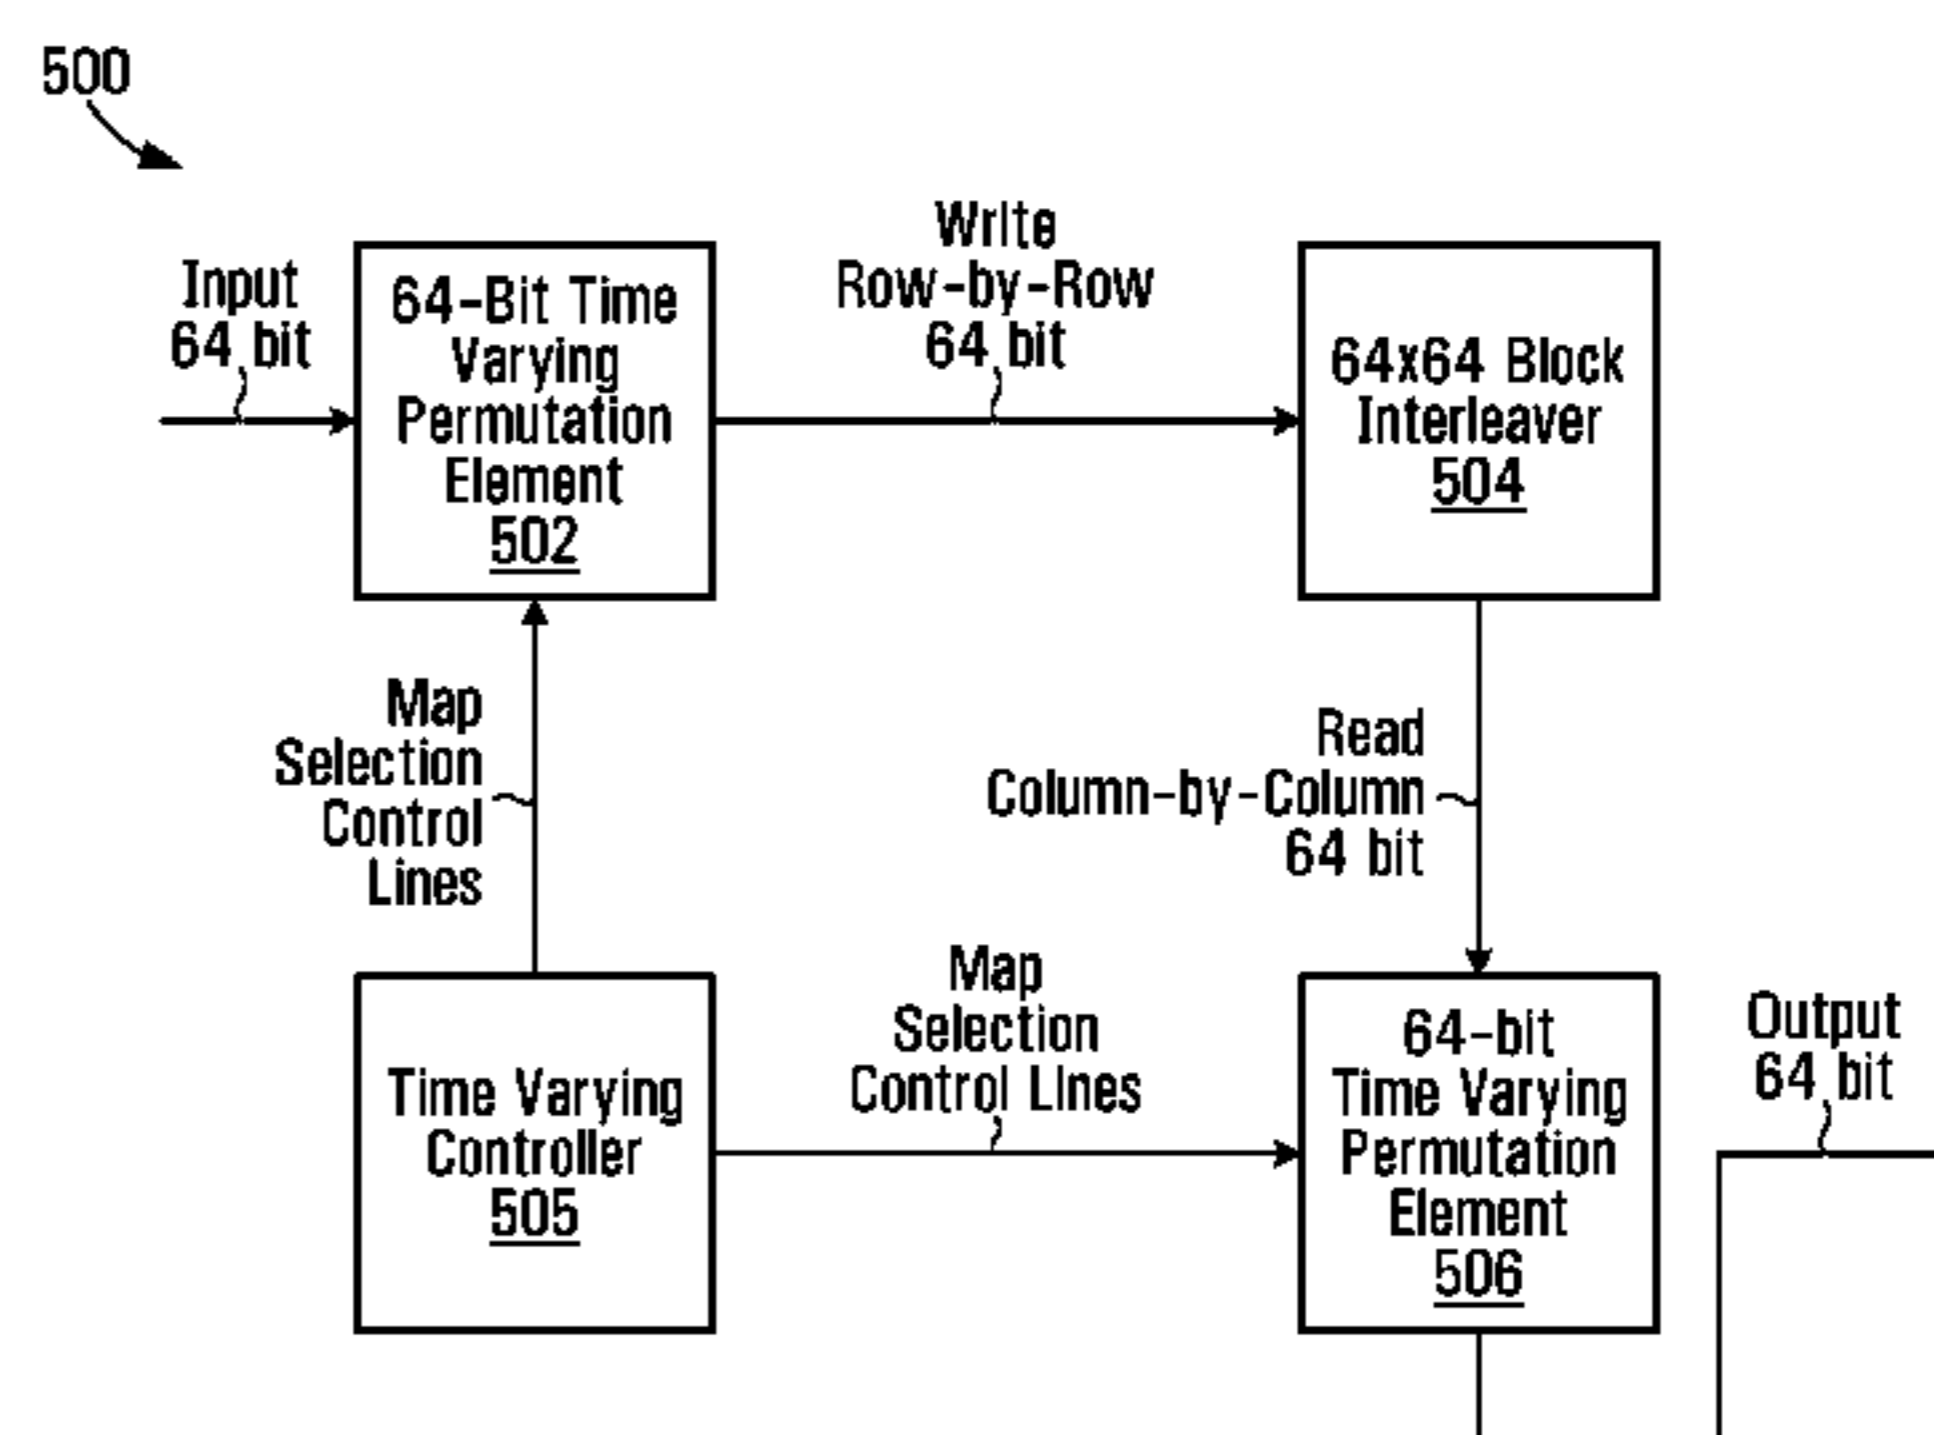 500
Input
64 bit
64-Bit Time
Varying
Permutation
Element
502
Write
Row-by-Row
64 bit
64x64 Block
Interleaver
504
Map
Selection
Control
Lines
Read
Column-by-Column
64 bit
Time Varying
Controller
505
Map
Selection
Control Lines
64-bit
Time Varying
Permutation
Element
506
Output
64 bit